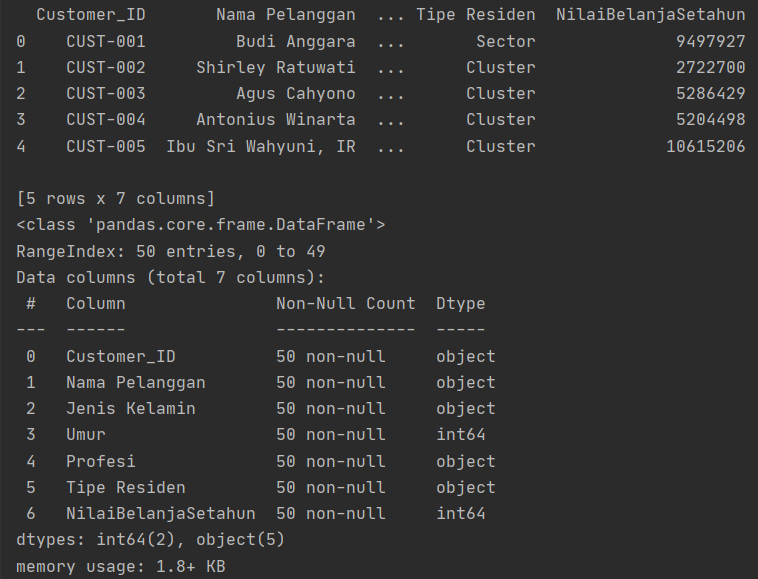 Customer_ID       Nama Pelanggan  ... Tipe Residen  NilaiBelanjaSetahun
0    CUST-001         Budi Anggara  ...       Sector              9497927
1    CUST-002     Shirley Ratuwati  ...      Cluster              2722700
2    CUST-003         Agus Cahyono  ...      Cluster              5286429
3    CUST-004     Antonius Winarta  ...      Cluster              5204498
4    CUST-005  Ibu Sri Wahyuni, IR  ...      Cluster             10615206
[5 rows x 7 columns]
<class 'pandas.core.frame.DataFrame'>
RangeIndex: 50 entries, 0 to 49
Data columns (total 7 columns):
 #   Column               Non-Null Count  Dtype
---  ------               --------------  -----
 0   Customer_ID          50 non-null     object
 1   Nama Pelanggan       50 non-null     object
 2   Jenis Kelamin        50 non-null     object
 3   Umur                 50 non-null     int64
 4   Profesi              50 non-null     object
 5   Tipe Residen         50 non-null     object
 6   NilaiBelanjaSetahun  50 non-null     int64
dtypes: int64(2), object(5)
memory usage: 1.8+ KB